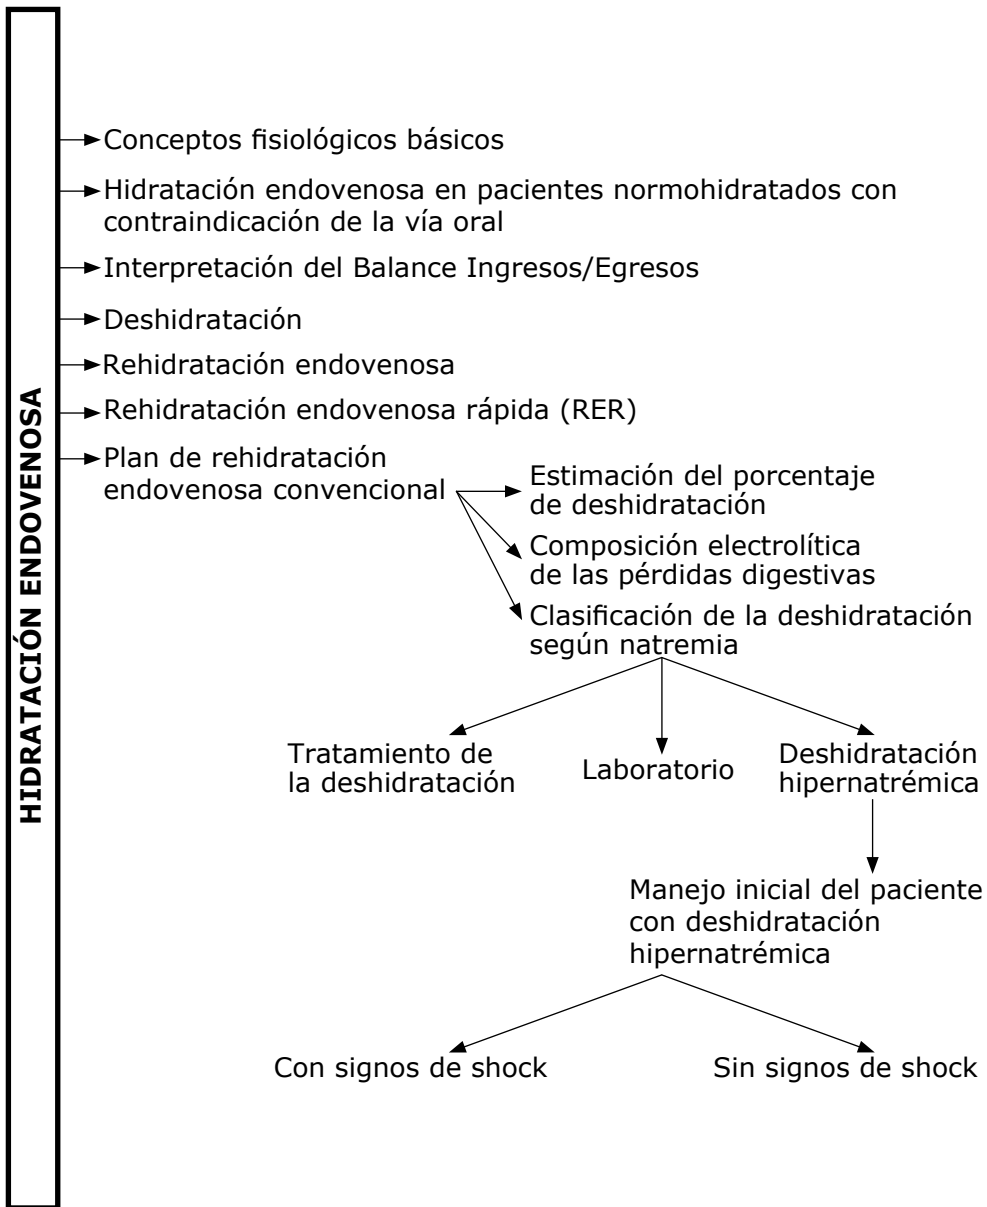 HIDRATACIÓN ENDOVENOSA
Conceptos fisiológicos básicos
Hidratación endovenosa en pacientes normohidratados con
contraindicación de la vía oral
Interpretación del Balance Ingresos/Egresos
Deshidratación
Rehidratación endovenosa
Rehidratación endovenosa rápida (RER)
Plan de rehidratación
endovenosa convencional
Estimación del porcentaje
de deshidratación
Composición electrolítica
de las pérdidas digestivas
Clasificación de la deshidratación
según natremia
Tratamiento de
la deshidratación
Laboratorio
Deshidratación
hipernatrémica
Manejo inicial del paciente
con deshidratación
hipernatrémica
Con signos de shock
Sin signos de shock